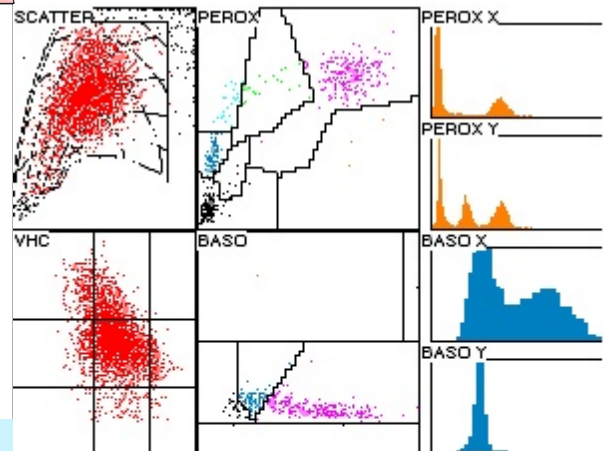 SCATTER
PEROX
PEROX X
PEROX Y
VHC
BASO
BASO X
BASO Y